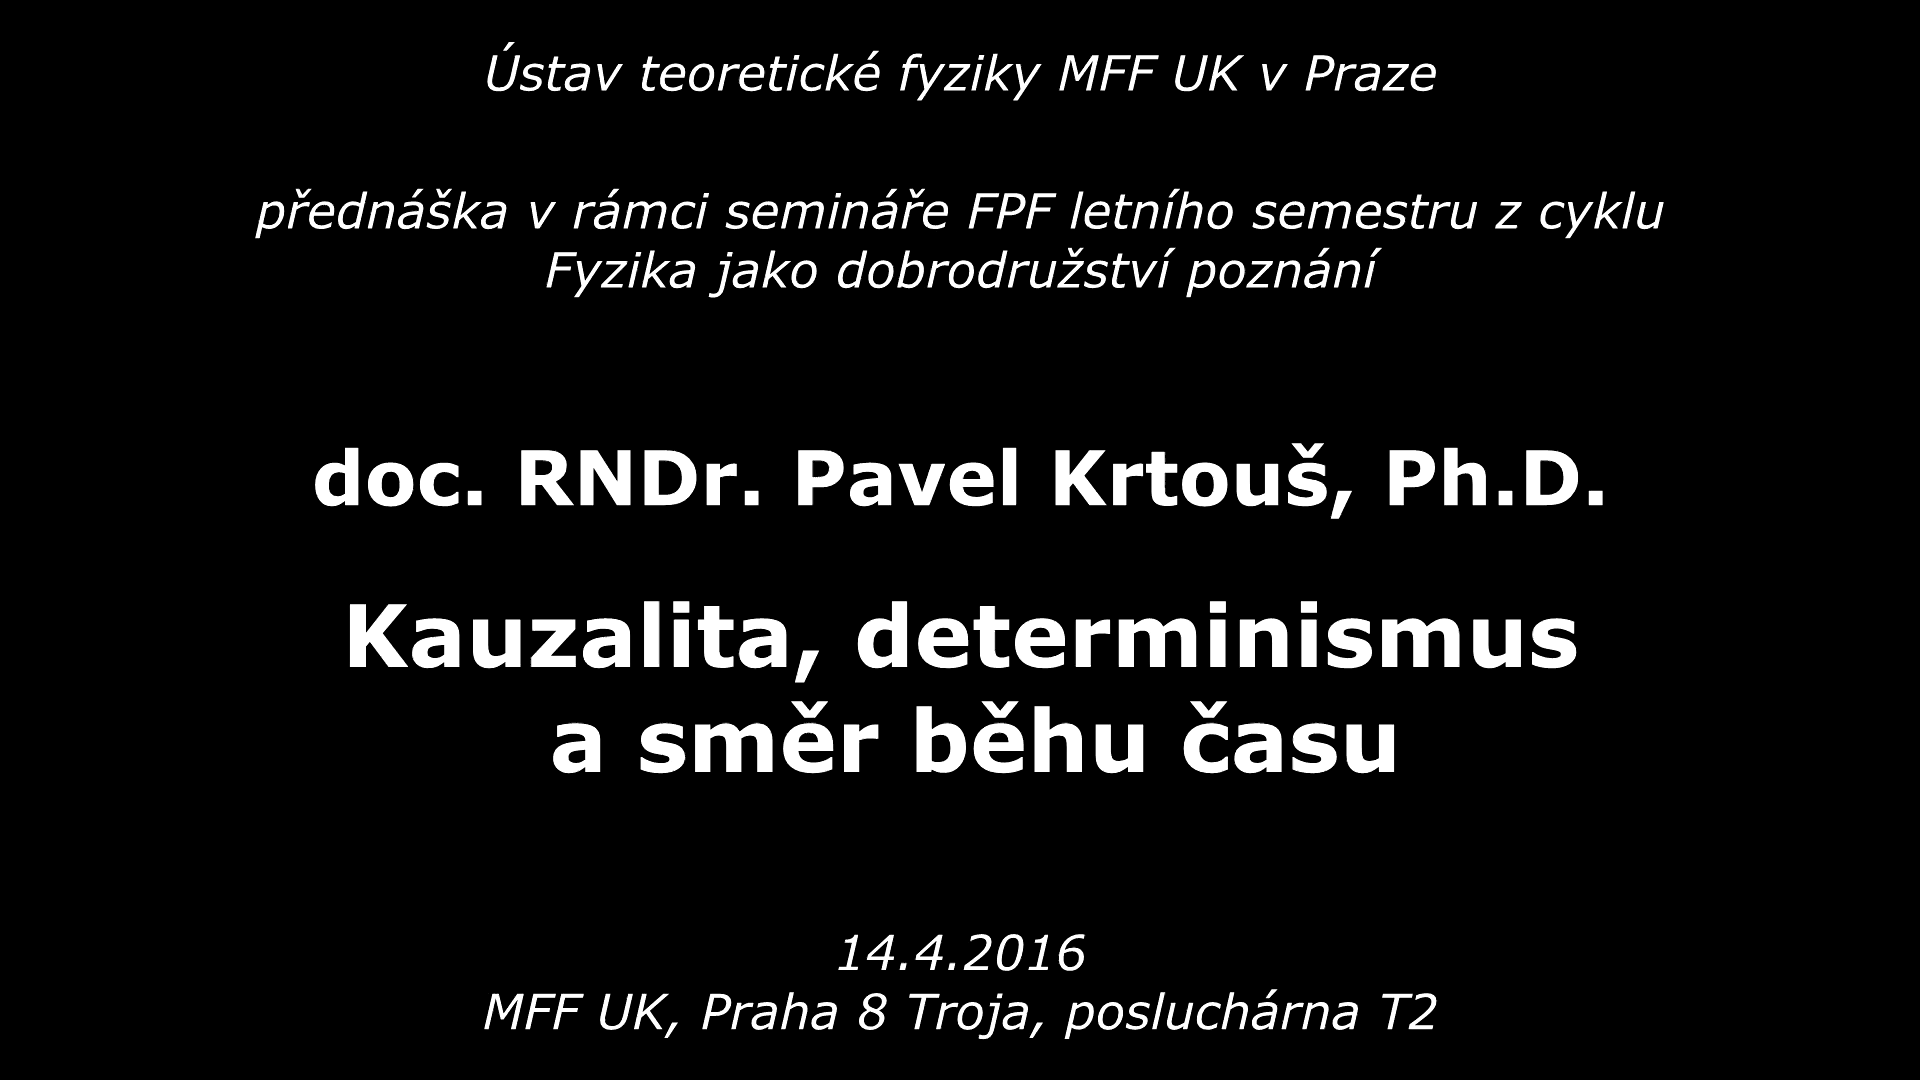 Ústav teoretické fyziky MFF UK v Praze
přednáška v rámci semináře FPF letního semestru z cyklu
Fyzika jako dobrodružství poznání
doc. RNDr. Pavel Krtouš, Ph.D.
Kauzalita, determinismus
a směr běhu času
14.4.2016
MFF UK, Praha 8 Troja, posluchárna T2